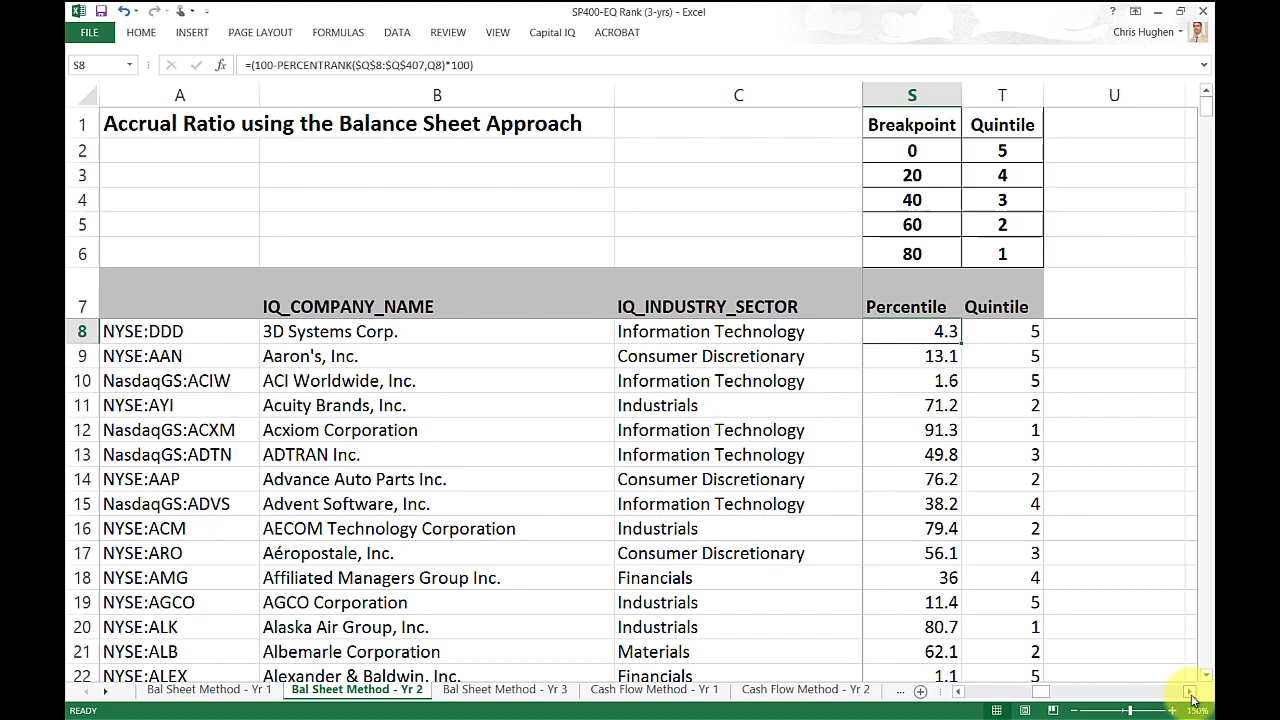 SP400-EQ Rank (3-yrs) - Excel
FILE HOME INSERT PAGE LAYOUT FORMULAS DATA REVIEW VIEW Capital IQ ACROBAT Chris Hughen
S8 fx =(100-PERCENTRANK($Q$8:$Q$407,Q8)*100)
A B C S T U
1 Accrual Ratio using the Balance Sheet Approach Breakpoint Quintile
2 0 5
3 20 4
4 40 3
5 60 2
6 80 1
7 IQ_COMPANY_NAME IQ_INDUSTRY_SECTOR Percentile Quintile
8 NYSE:DDD 3D Systems Corp. Information Technology 4.3 5
9 NYSE:AAN Aaron's, Inc. Consumer Discretionary 13.1 5
10 NasdaqGS:ACIW ACI Worldwide, Inc. Information Technology 1.6 5
11 NYSE:AYI Acuity Brands, Inc. Industrials 71.2 2
12 NasdaqGS:ACXM Acxiom Corporation Information Technology 91.3 1
13 NasdaqGS:ADTN ADTRAN Inc. Information Technology 49.8 3
14 NYSE:AAP Advance Auto Parts Inc. Consumer Discretionary 76.2 2
15 NasdaqGS:ADVS Advent Software, Inc. Information Technology 38.2 4
16 NYSE:ACM AECOM Technology Corporation Industrials 79.4 2
17 NYSE:ARO Aéropostale, Inc. Consumer Discretionary 56.1 3
18 NYSE:AMG Affiliated Managers Group Inc. Financials 36 4
19 NYSE:AGCO AGCO Corporation Industrials 11.4 5
20 NYSE:ALK Alaska Air Group, Inc. Industrials 80.7 1
21 NYSE:ALB Albemarle Corporation Materials 62.1 2
22 NYSE:ALEX Alexander & Baldwin, Inc. Financials 1.1 5
Bal Sheet Method - Yr 1 Bal Sheet Method - Yr 2 Bal Sheet Method - Yr 3 Cash Flow Method - Yr 1 Cash Flow Method - Yr 2 ...
READY 150%